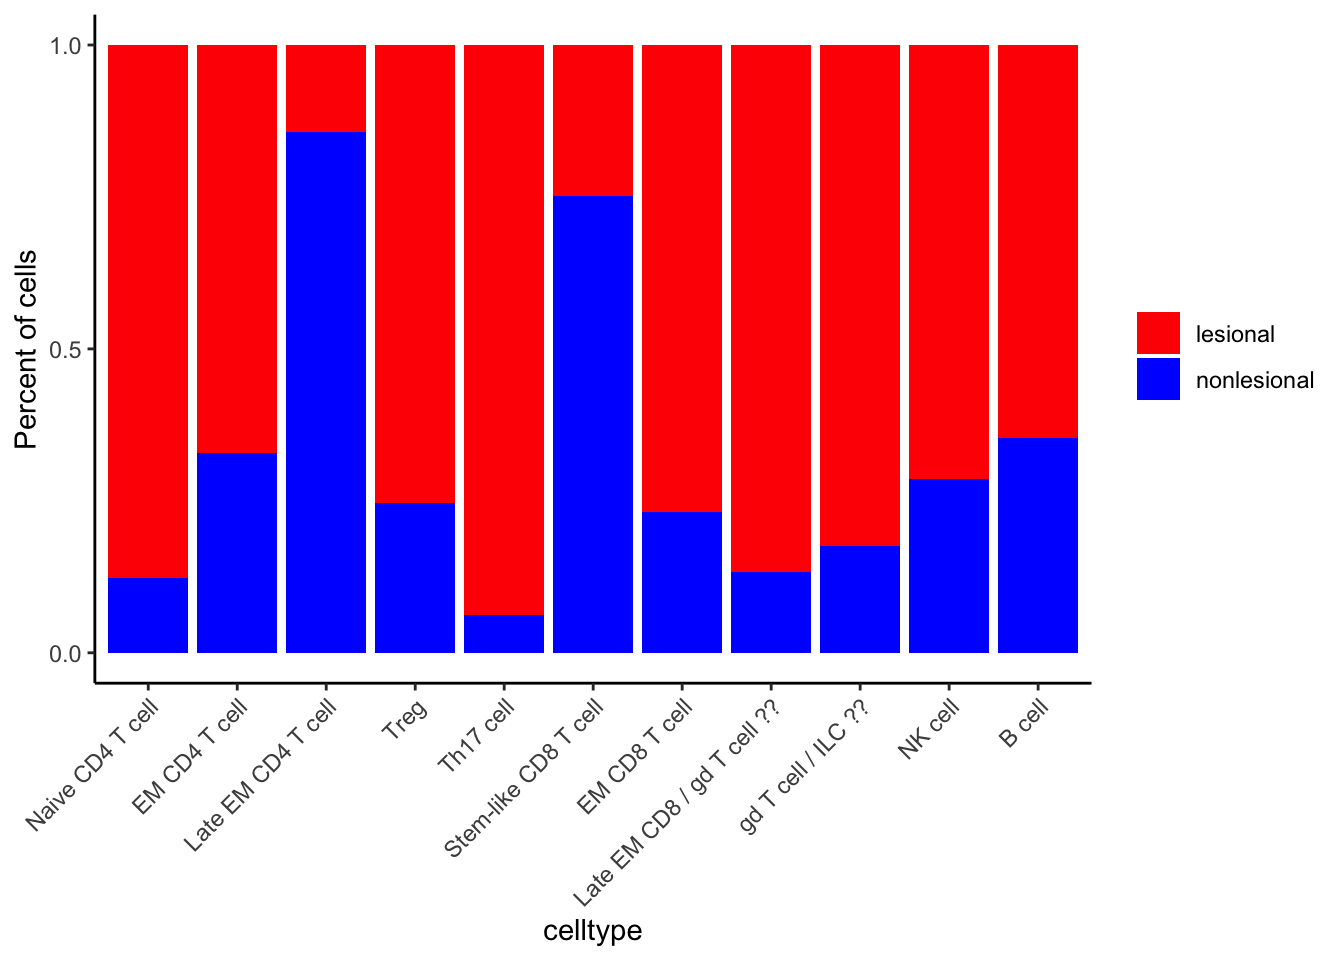 Percent of cells
1.0
0.5
0.0
Naive CD4 T cell
EM CD4 T cell
Late EM CD4 T cell
Treg
Th17 cell
Stem-like CD8 T cell
EM CD8 T cell
Late EM CD8 / gd T cell ??
gd T cell / ILC ??
NK cell
B cell
celltype
lesional
nonlesional